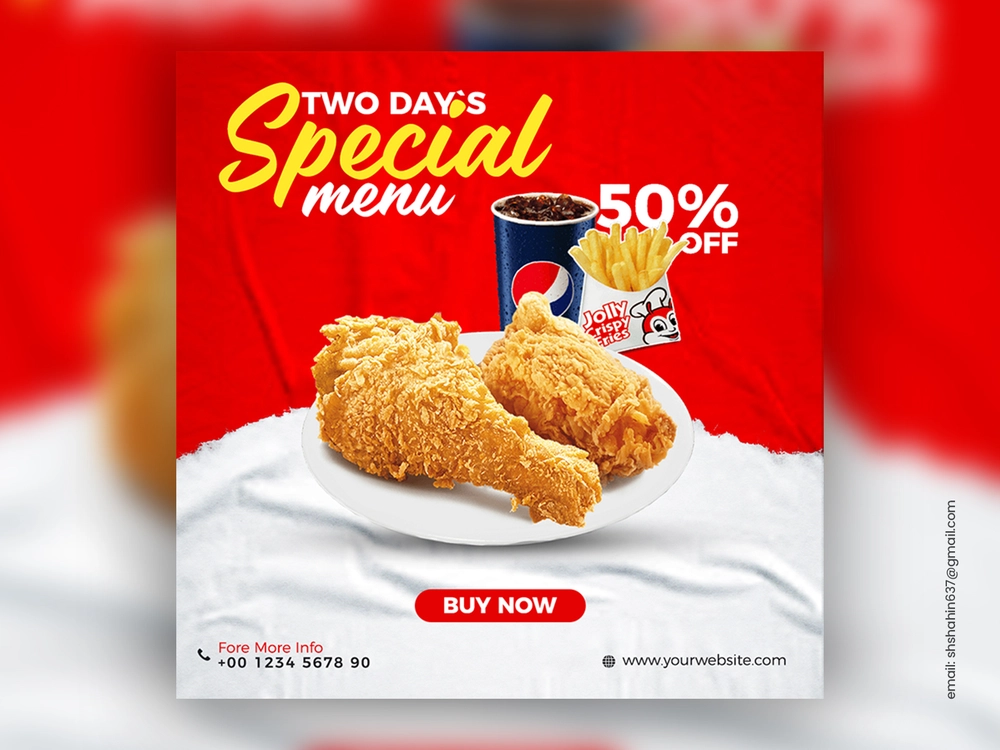 TWO DAY`S
Special
menu
50%
OFF
Jolly
Crispy
Fries
BUY NOW
Fore More Info
+00 1234 5678 90
www.yourwebsite.com
email: shshahin637@gmail.com